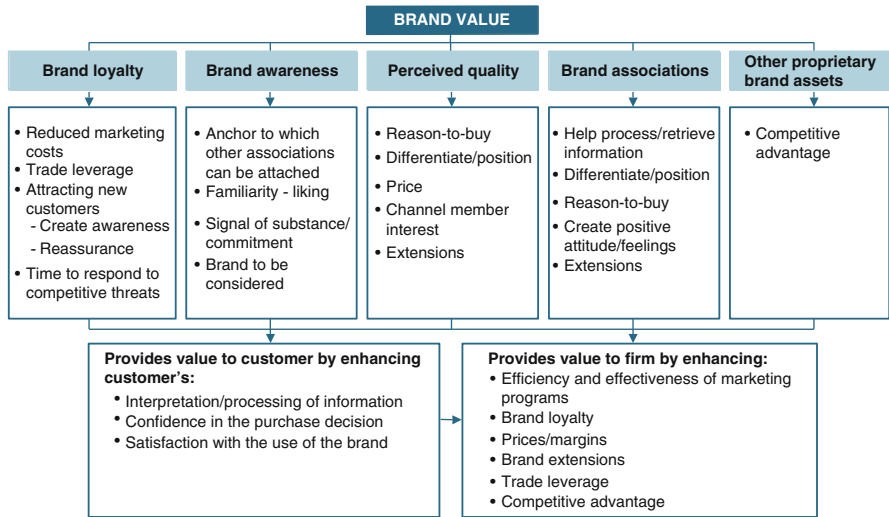 BRAND VALUE
Brand loyalty
Brand awareness
Perceived quality
Brand associations
Other proprietary
brand assets
• Reduced marketing
costs
• Trade leverage
• Attracting new
customers
- Create awareness
- Reassurance
• Time to respond to
competitive threats
• Anchor to which
other associations
can be attached
• Familiarity - liking
• Signal of substance/
commitment
• Brand to be
considered
• Reason-to-buy
• Differentiate/position
• Price
• Channel member
interest
• Extensions
• Help process/retrieve
information
• Differentiate/position
• Reason-to-buy
• Create positive
attitude/feelings
• Extensions
• Competitive
advantage
Provides value to customer by enhancing
customer's:
• Interpretation/processing of information
• Confidence in the purchase decision
• Satisfaction with the use of the brand
Provides value to firm by enhancing:
• Efficiency and effectiveness of marketing
programs
• Brand loyalty
• Prices/margins
• Brand extensions
• Trade leverage
• Competitive advantage